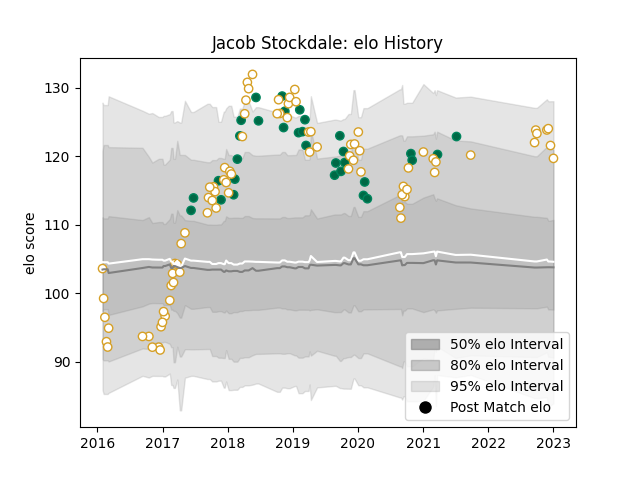 Jacob Stockdale: elo History
elo score
130
120
110
100
90
50% elo Interval
80% elo Interval
95% elo Interval
Post Match elo
2016 2017 2018 2019 2020 2021 2022 2023